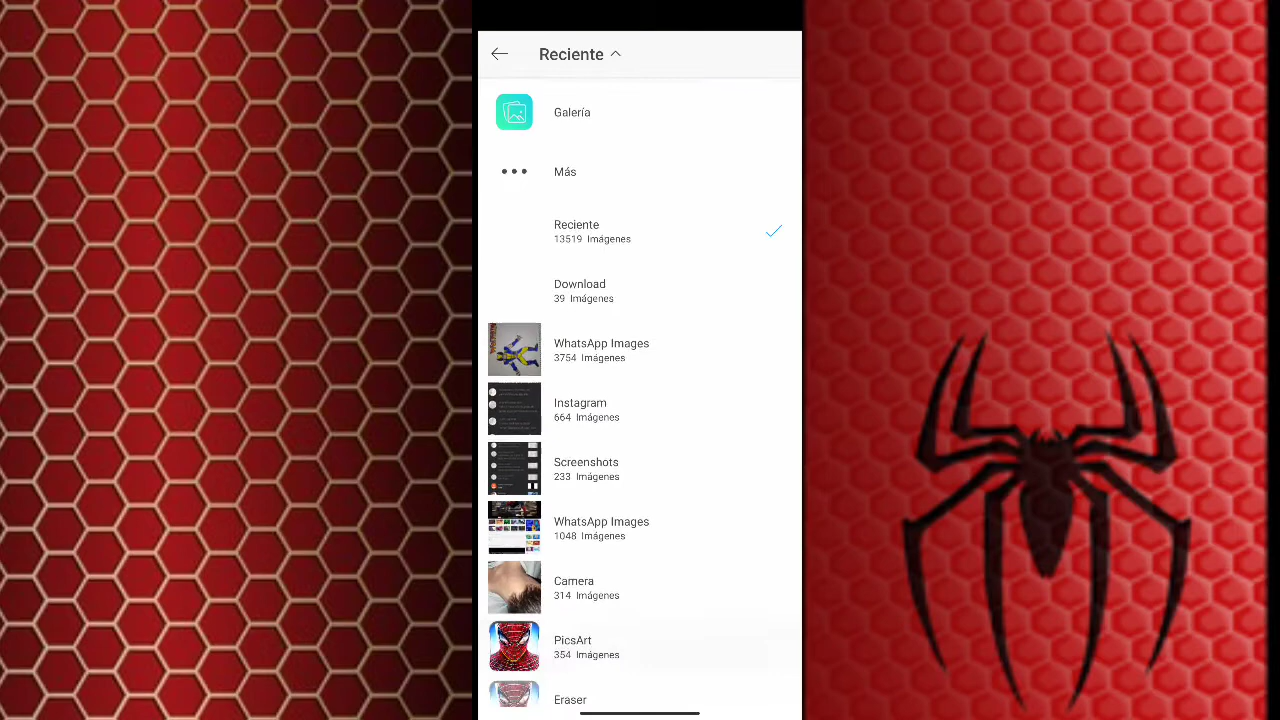 Reciente
Galería
Más
Reciente
13519 Imágenes
Download
39 Imágenes
WhatsApp Images
3754 Imágenes
Instagram
664 Imágenes
Screenshots
233 Imágenes
WhatsApp Images
1048 Imágenes
Camera
314 Imágenes
PicsArt
354 Imágenes
Eraser